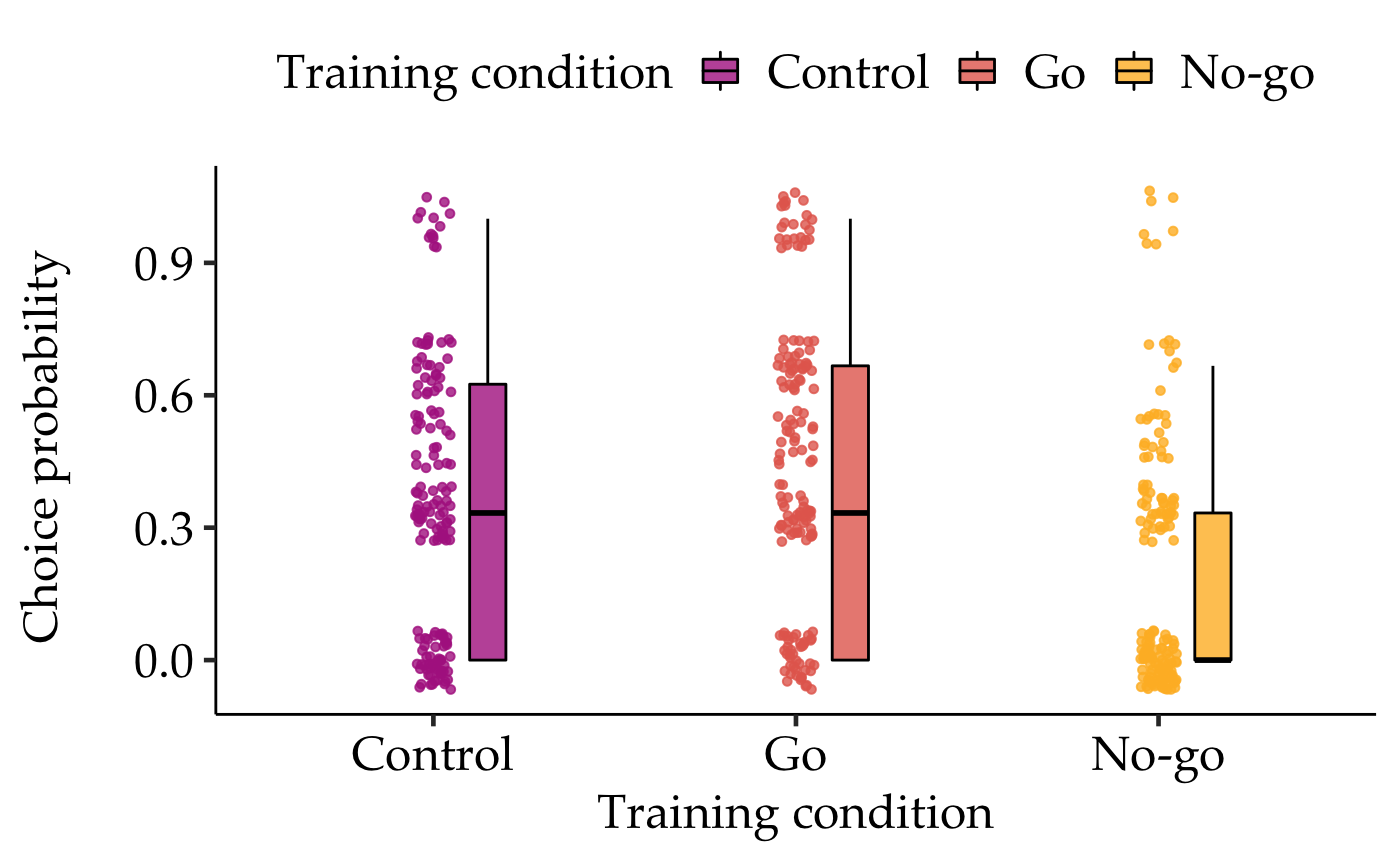 Training condition Control Go No-go
Choice probability
0.9
0.6
0.3
0.0
Control Go No-go
Training condition